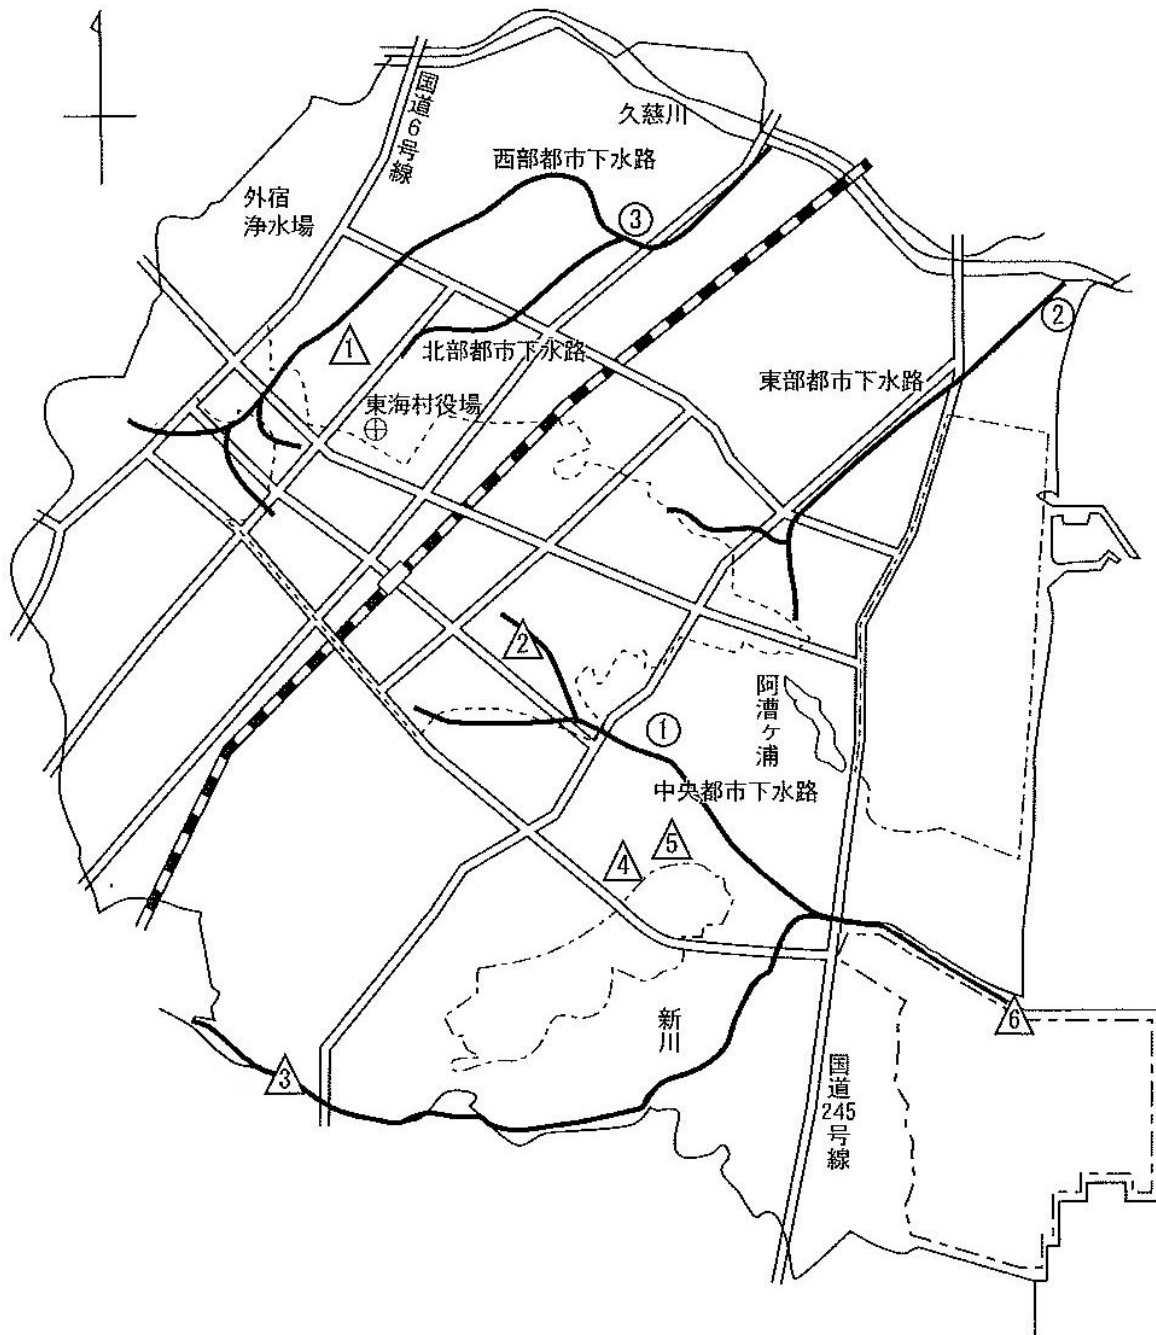 国道6号線
久慈川
西部都市下水路
外宿
浄水場
③
②
1
北部都市下水路
東部都市下水路
東海村役場
2
阿漕ヶ浦
①
中央都市下水路
5
4
6
新川
3
国道245号線